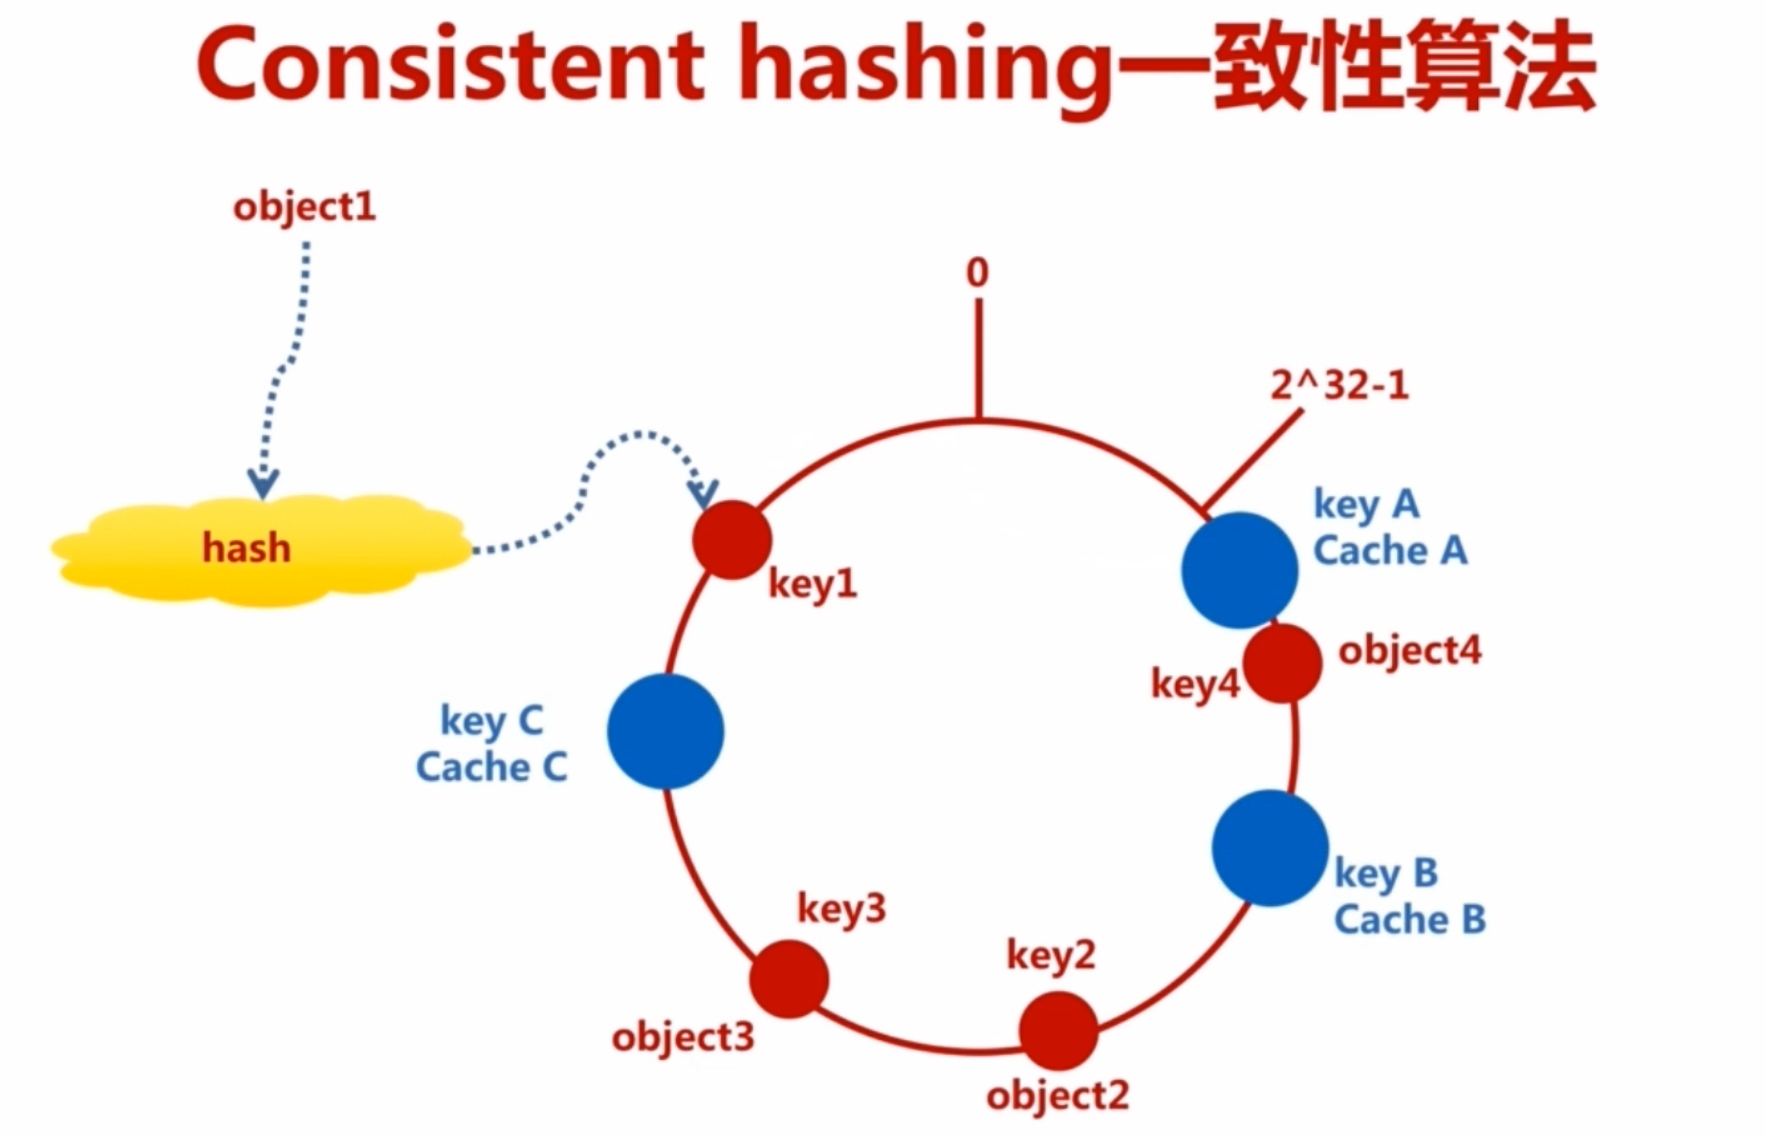 Consistent hashing一致性算法
object1
0
2^32-1
key A
Cache A
hash
key1
object4
key4
key C
Cache C
key B
Cache B
key3
key2
object3
object2